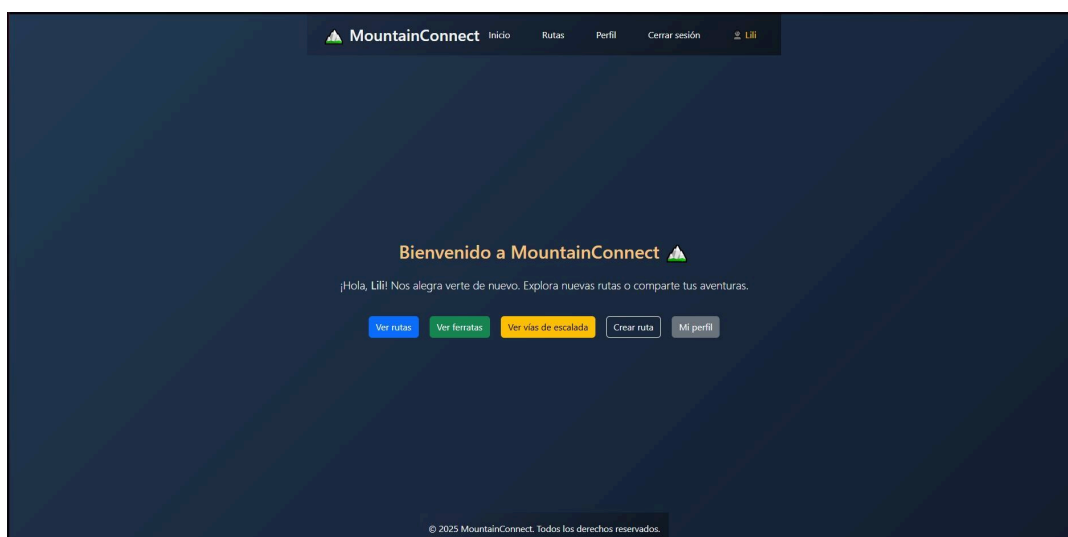 MountainConnect Inicio Rutas Perfil Cerrar sesión Lili
Bienvenido a MountainConnect
¡Hola, Lili! Nos alegra verte de nuevo. Explora nuevas rutas o comparte tus aventuras.
Ver rutas Ver ferratas Ver vías de escalada Crear ruta Mi perfil
© 2025 MountainConnect. Todos los derechos reservados.